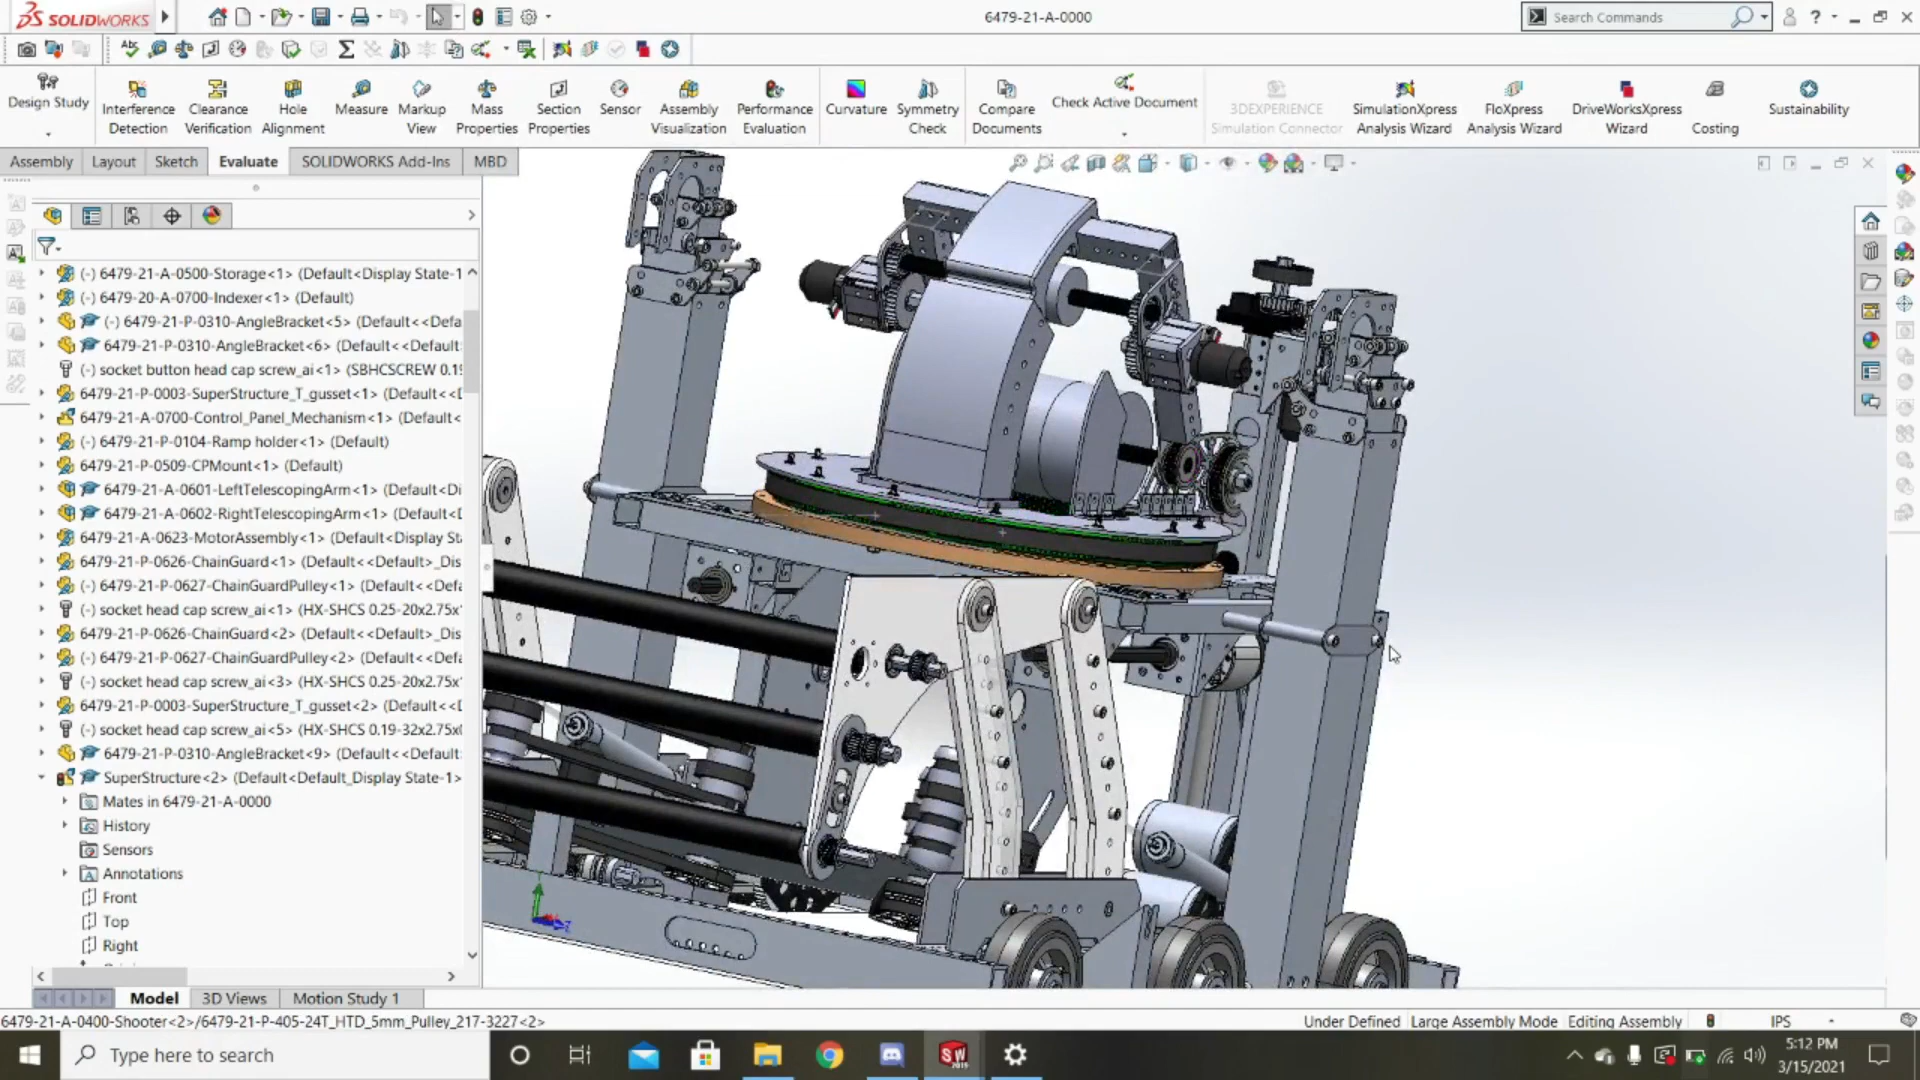 SOLIDWORKS
6479-21-A-0000
Search Commands
Design Study
Interference Detection
Clearance Verification
Hole Alignment
Measure
Markup View
Mass Properties
Section Properties
Sensor
Assembly Visualization
Performance Evaluation
Curvature
Symmetry Check
Compare Documents
Check Active Document
3DEXPERIENCE Simulation Connector
SimulationXpress Analysis Wizard
FloXpress Analysis Wizard
DriveWorksXpress Wizard
Costing
Sustainability
Assembly
Layout
Sketch
Evaluate
SOLIDWORKS Add-Ins
MBD
(-) 6479-21-A-0500-Storage<1> (Default<Display State-1
(-) 6479-20-A-0700-Indexer<1> (Default)
(-) 6479-21-P-0310-AngleBracket<5> (Default<<Defa
6479-21-P-0310-AngleBracket<6> (Default<<Default
(-) socket button head cap screw_ai<1> (SBHCSCREW 0.19
6479-21-P-0003-SuperStructure_T_gusset<1> (Default<<D
6479-21-A-0700-Control_Panel_Mechanism<1> (Default<
(-) 6479-21-P-0104-Ramp holder<1> (Default)
6479-21-P-0509-CPMount<1> (Default)
6479-21-A-0601-LeftTelescopingArm<1> (Default<Di
6479-21-A-0602-RightTelescopingArm<1> (Default<D
6479-21-A-0623-MotorAssembly<1> (Default<Display St
6479-21-P-0626-ChainGuard<1> (Default<<Default>_Dis
(-) 6479-21-P-0627-ChainGuardPulley<1> (Default<<Defa
(-) socket head cap screw_ai<1> (HX-SHCS 0.25-20x2.75x
6479-21-P-0626-ChainGuard<2> (Default<<Default>_Dis
(-) 6479-21-P-0627-ChainGuardPulley<2> (Default<<Defa
(-) socket head cap screw_ai<3> (HX-SHCS 0.25-20x2.75x
6479-21-P-0003-SuperStructure_T_gusset<2> (Default<<D
(-) socket head cap screw_ai<5> (HX-SHCS 0.19-32x2.75x
6479-21-P-0310-AngleBracket<9> (Default<<Default
SuperStructure<2> (Default<Default_Display State-1>
Mates in 6479-21-A-0000
History
Sensors
Annotations
Front
Top
Right
Model
3D Views
Motion Study 1
6479-21-A-0400-Shooter<2>/6479-21-P-405-24T_HTD_5mm_Pulley_217-3227<2>
Under Defined
Large Assembly Mode
Editing Assembly
IPS
Type here to search
5:12 PM
3/15/2021